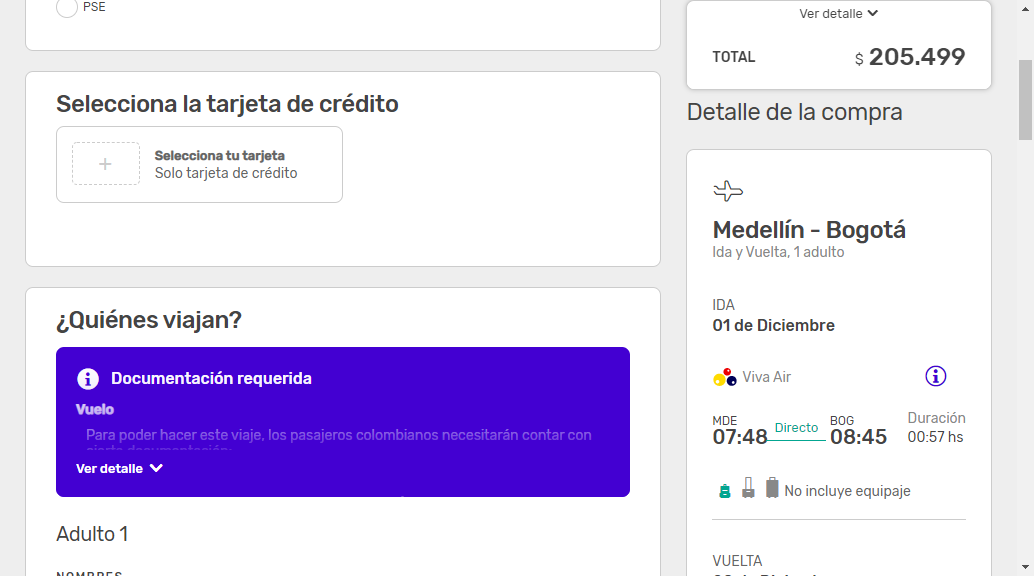 PSE
Selecciona la tarjeta de crédito
Selecciona tu tarjeta
Solo tarjeta de crédito
¿Quiénes viajan?
Documentación requerida
Vuelo
Para poder hacer este viaje, los pasajeros colombianos necesitarán contar con
cierta documentación:
Ver detalle
Adulto 1
NOMBRES
Ver detalle
TOTAL $ 205.499
Detalle de la compra
Medellín - Bogotá
Ida y Vuelta, 1 adulto
IDA
01 de Diciembre
Viva Air
MDE Directo BOG Duración
07:48 08:45 00:57 hs
No incluye equipaje
VUELTA